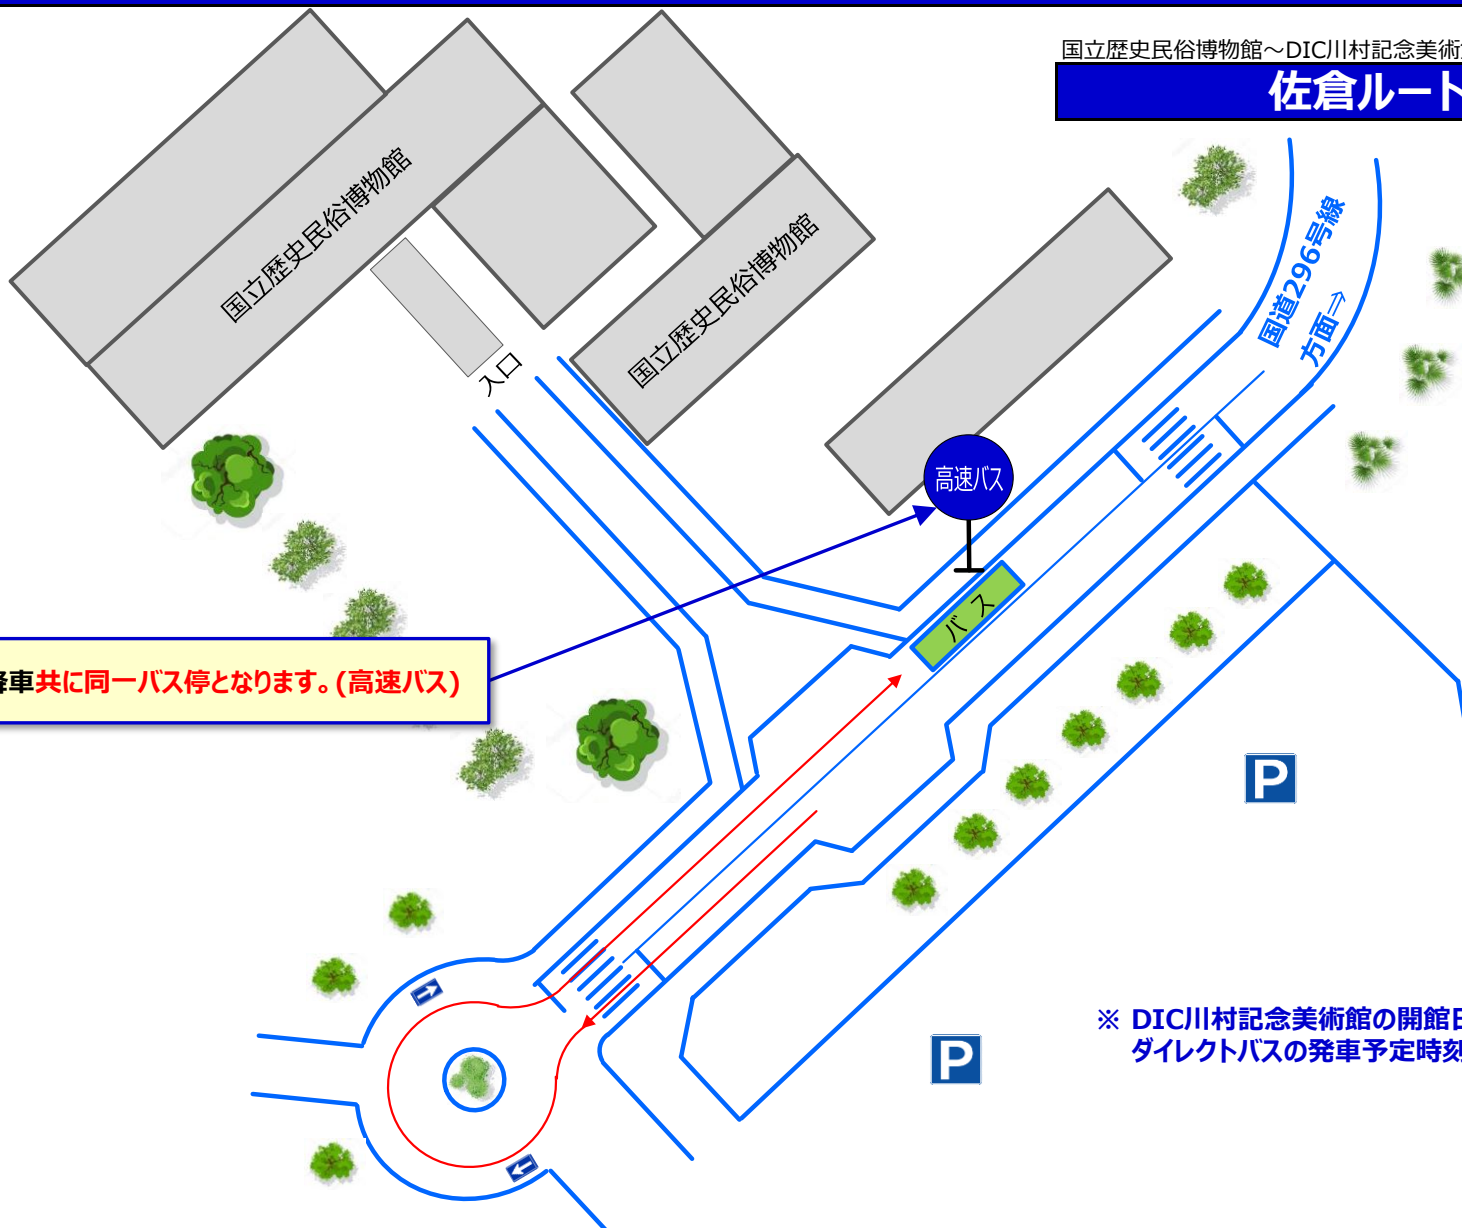 国立歴史民俗博物館～DIC川村記念美術
佐倉ルート
国立歴史民俗博物館
国立歴史民俗博物館
国道296号線
方面⇒
入口
高速バス
バス
降車共に同一バス停となります。(高速バス)
P
P
※ DIC川村記念美術館の開館日
ダイレクトバスの発車予定時刻